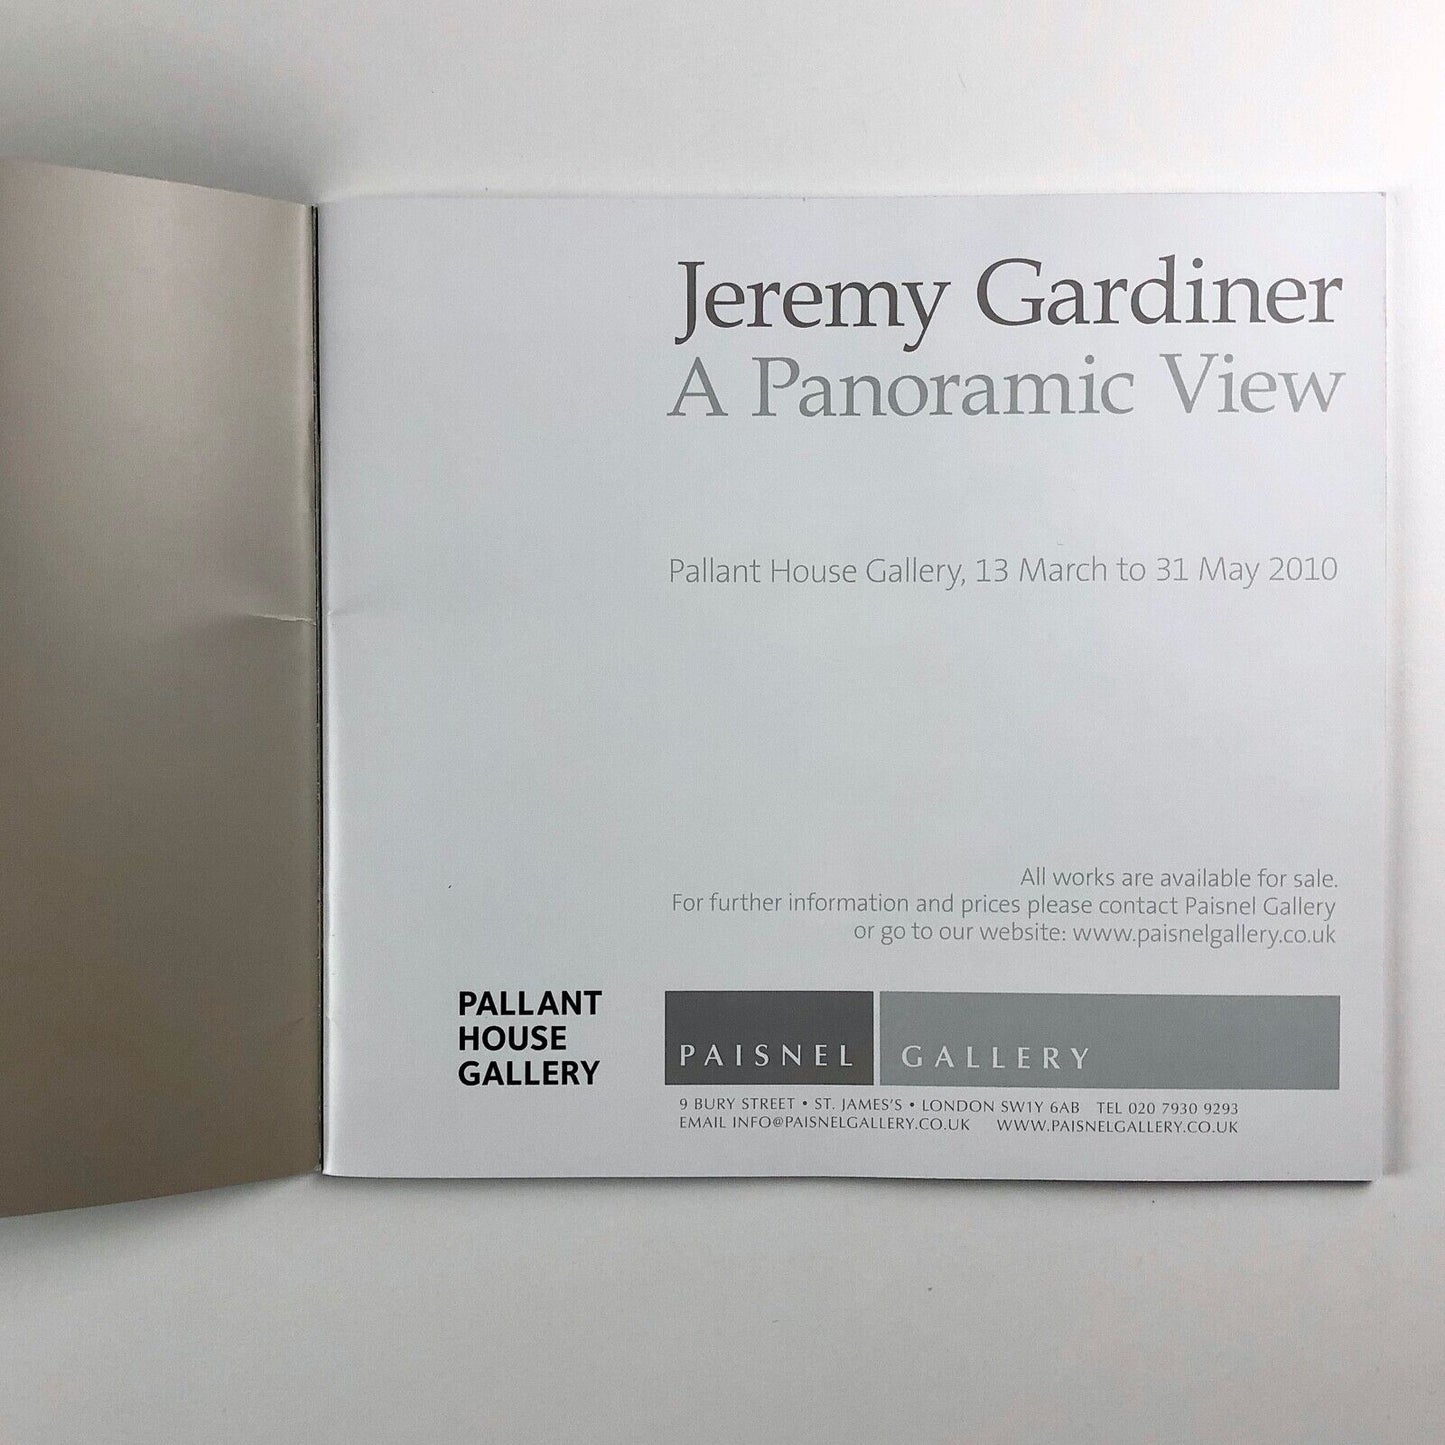 Jeremy Gardiner
A Panoramic View
Pallant House Gallery, 13 March to 31 May 2010
All works are available for sale.
For further information and prices please contact Paisnel Gallery
or go to our website: www.paisnelgallery.co.uk
PALLANT
HOUSE
GALLERY
PAISNEL GALLERY
9 BURY STREET • ST. JAMES'S • LONDON SW1Y 6AB TEL 020 7930 9293
EMAIL INFO@PAISNELGALLERY.CO.UK WWW.PAISNELGALLERY.CO.UK